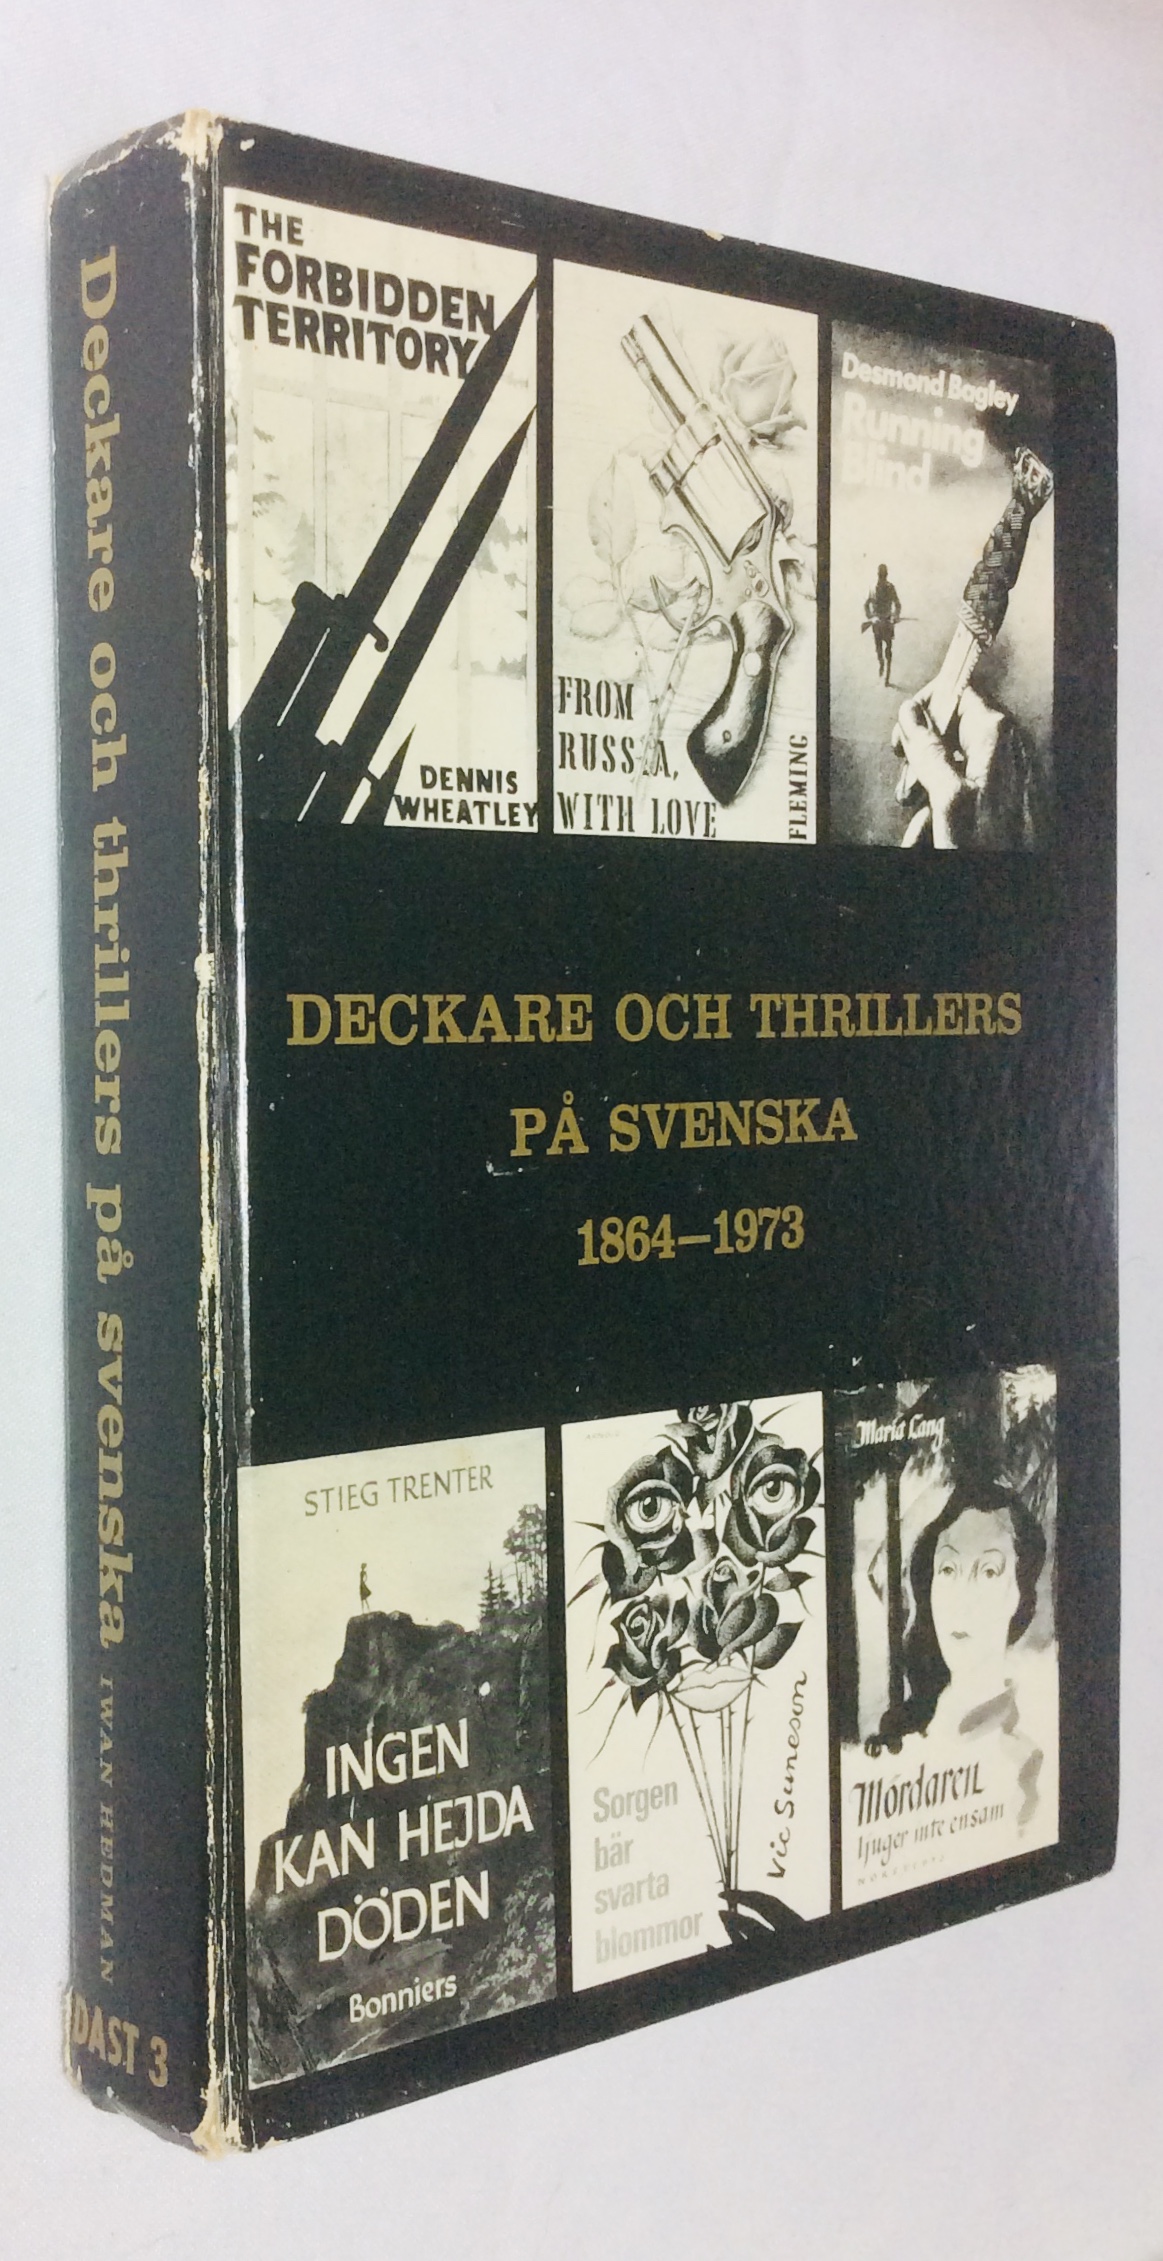 Deckare och thrillers på svenska IWAN HEDMAN
DAST 3
THE
FORBIDDEN
TERRITORY
DENNIS
WHEATLEY
FROM
RUSSIA,
WITH LOVE
FLEMING
Desmond Bagley
Running
Blind
DECKARE OCH THRILLERS
PÅ SVENSKA
1864–1973
STIEG TRENTER
INGEN
KAN HEJDA
DÖDEN
Bonniers
Sorgen
bär
svarta
blommor
Vic Suneson
Maria Lang
Mördaren
ljuger inte ensam
NORSTEDTS